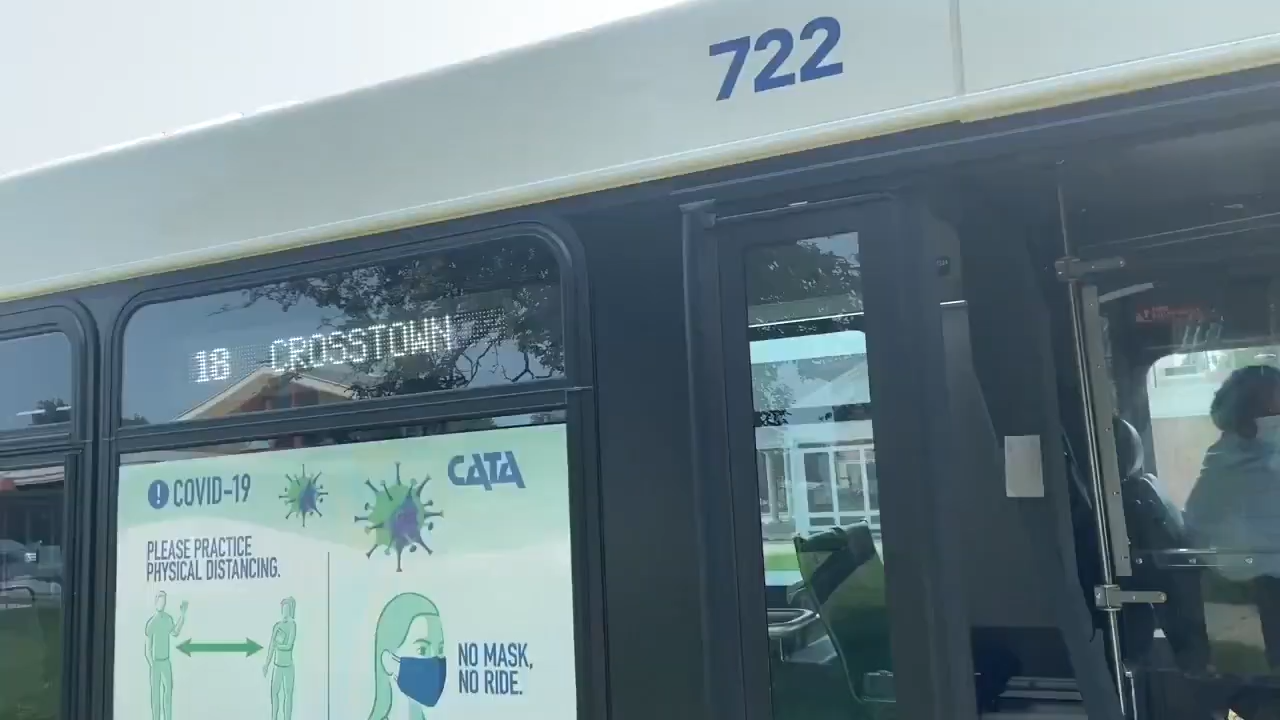 722
18 CROSSTOWN
! COVID-19
CATA
PLEASE PRACTICE
PHYSICAL DISTANCING.
NO MASK,
NO RIDE.